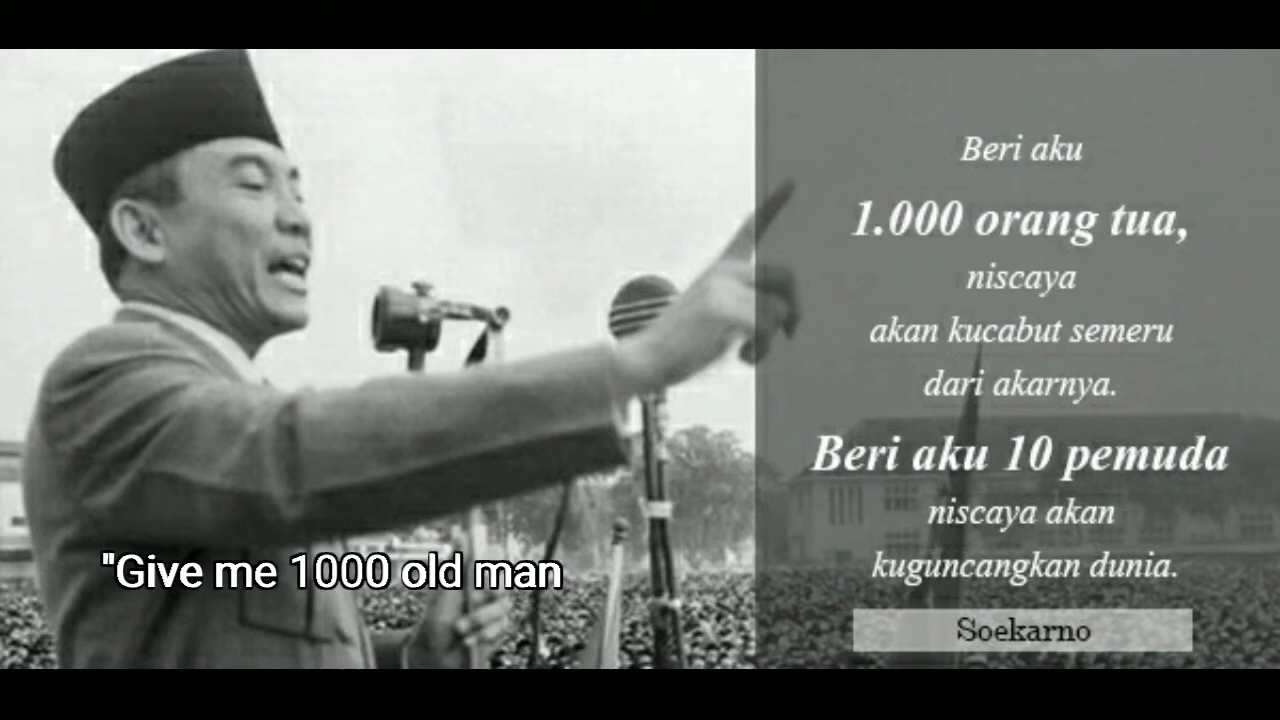 Beri aku
1.000 orang tua,
niscaya
akan kucabut semeru
dari akarnya.
Beri aku 10 pemuda
niscaya akan
kuguncangkan dunia.
Soekarno
"Give me 1000 old man